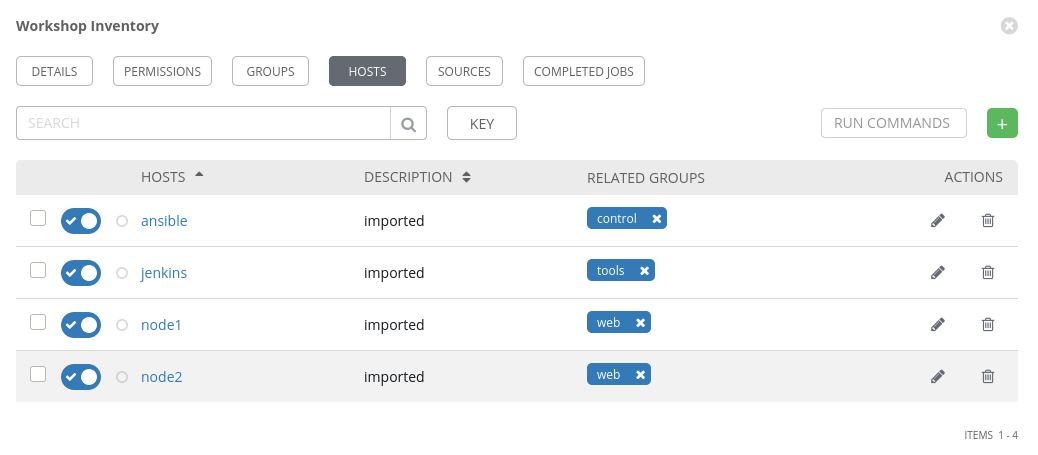 Workshop Inventory
DETAILS PERMISSIONS GROUPS HOSTS SOURCES COMPLETED JOBS
SEARCH KEY RUN COMMANDS +
HOSTS DESCRIPTION RELATED GROUPS ACTIONS
ansible imported control
jenkins imported tools
node1 imported web
node2 imported web
ITEMS 1 - 4